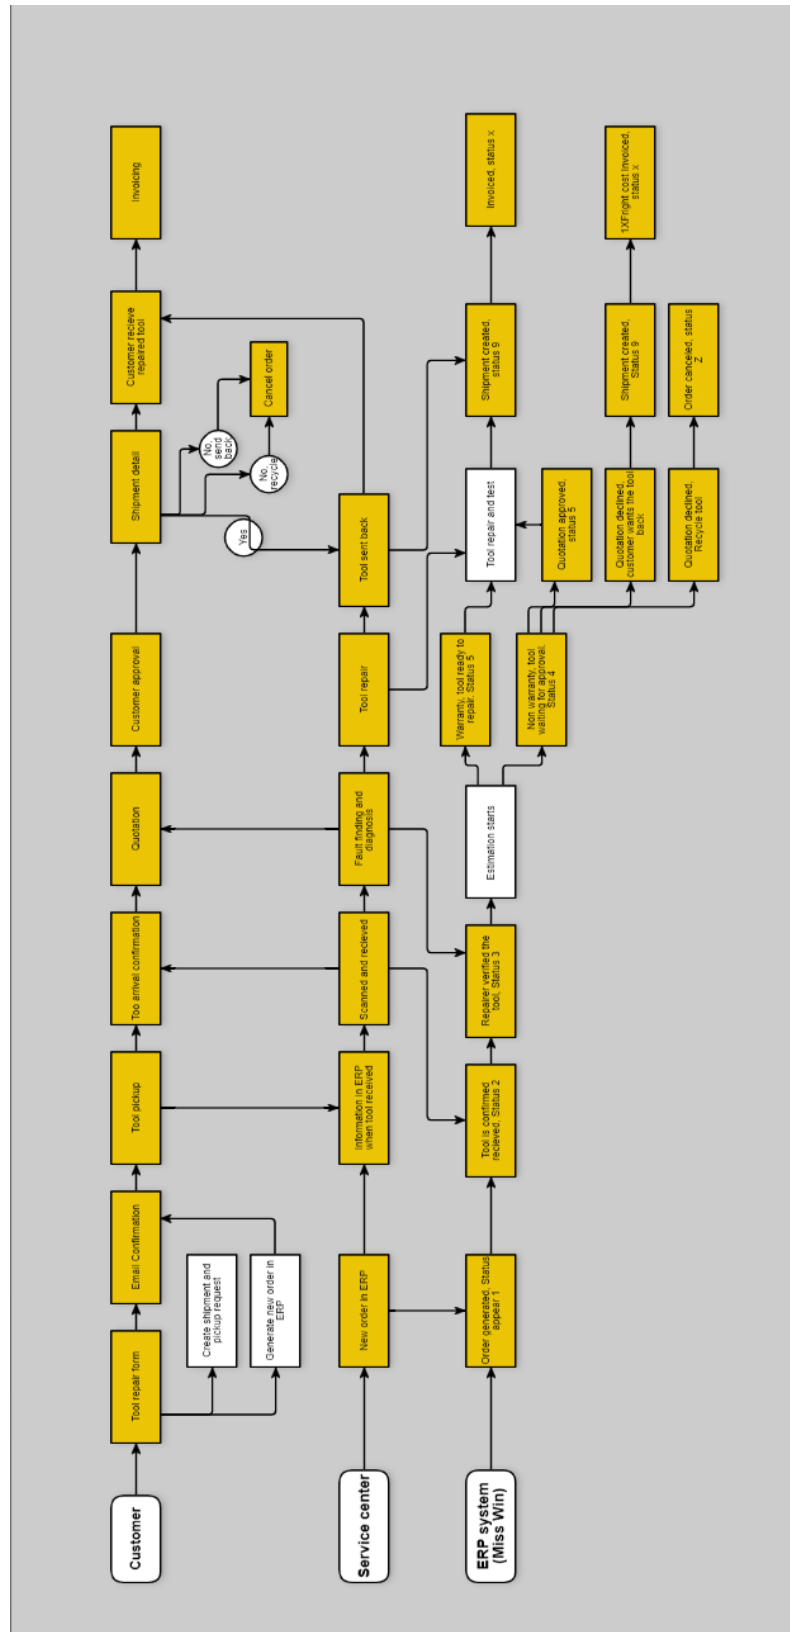 Customer
Tool repair form
Create shipment and
pickup request
Generate new order in
ERP
Email Confirmation
Tool pickup
Too arrival confirmation
Quotation
Customer approval
Shipment detail
No,
send
back
No,
recycle
Yes
Cancel order
Customer recieve
repaired tool
Invoicing
Service center
New order in ERP
Information in ERP
when tool received
Scanned and recieved
Fault finding and
diagnosis
Tool repair
Tool sent back
ERP system
(Miss Win)
Order generated, Status
appear 1
Tool is confirmed
recieved, Status 2
Repairer verified the
tool, Status 3
Estimation starts
Warranty, tool ready to
repair, Status 5
Non warranty, tool
waiting for approval,
Status 4
Tool repair and test
Quotation approved,
status 5
Quotation declined,
customer wants the tool
back
Quotation declined,
Recycle tool
Shipment created,
status 9
Shipment created,
Status 9
Order canceled, status
Z
Invoiced, status x
1XFright cost Invoiced,
status x